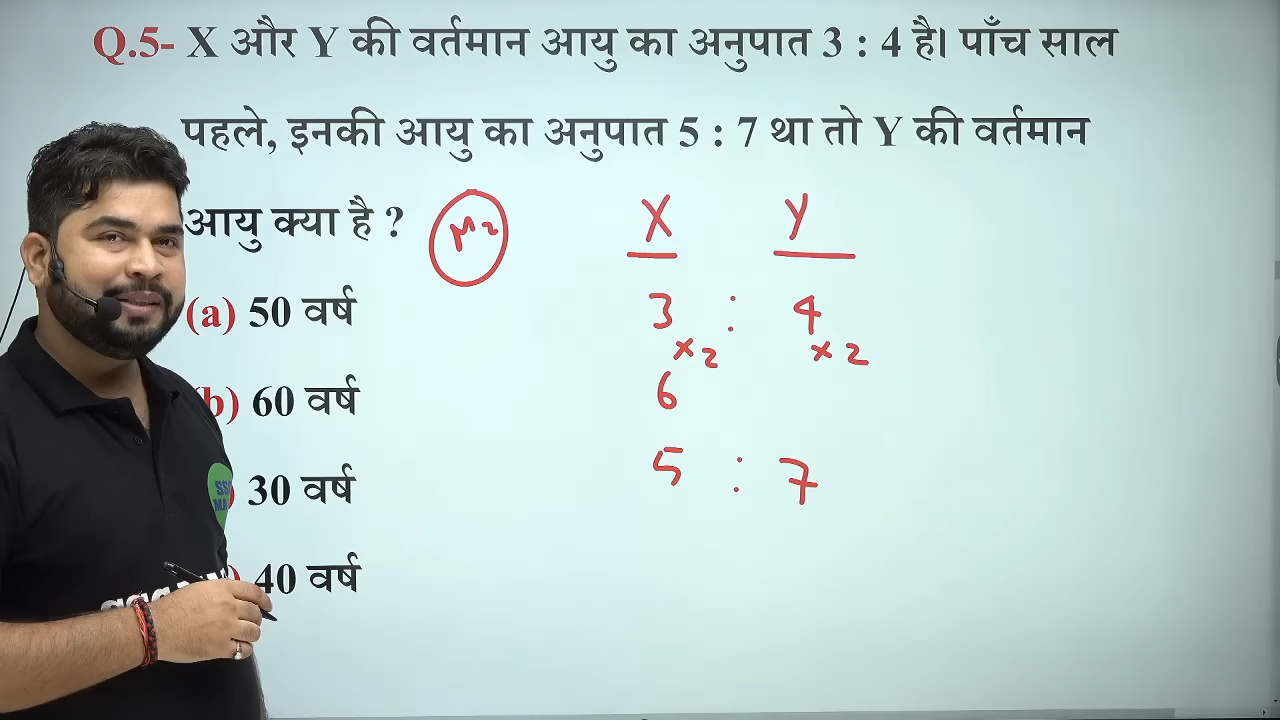 Q.5- X और Y की वर्तमान आयु का अनुपात 3 : 4 है। पाँच साल
पहले, इनकी आयु का अनुपात 5 : 7 था तो Y की वर्तमान
आयु क्या है ?
M2
X Y
3 : 4
×2 ×2
6
5 : 7
(a) 50 वर्ष
b) 60 वर्ष
) 30 वर्ष
) 40 वर्ष